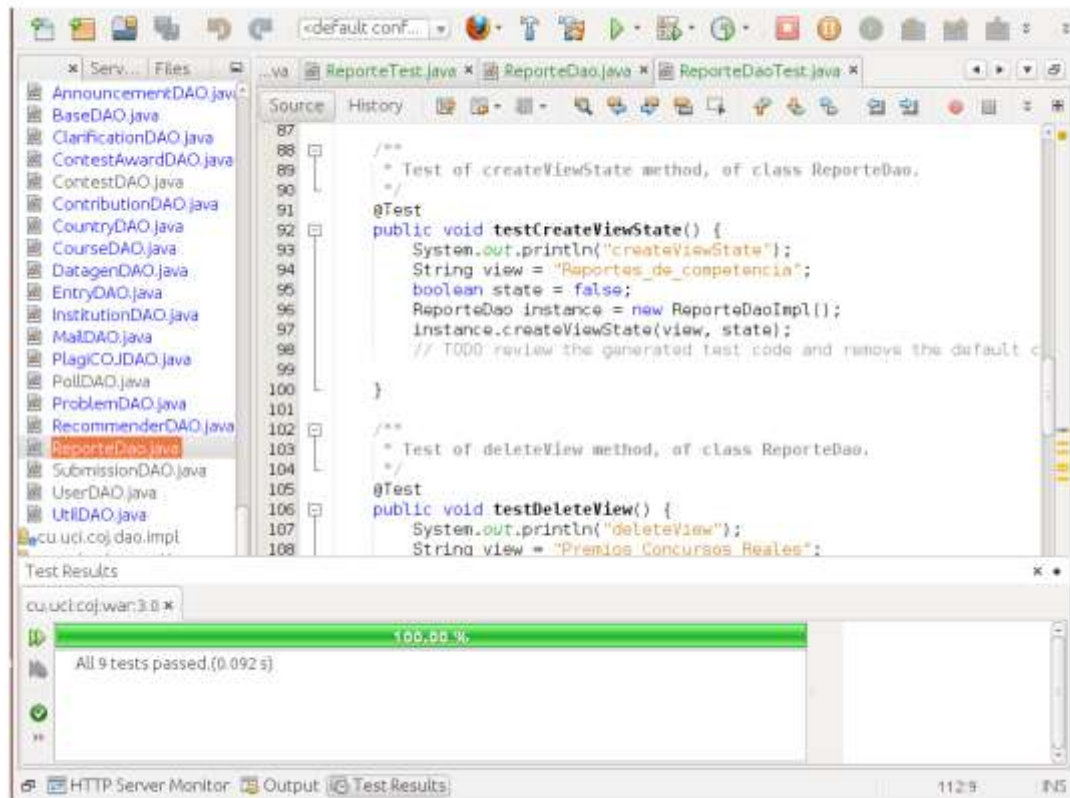 <default conf...
Serv... Files
...va ReporteTest.java ReporteDao.java ReporteDaoTest.java
AnnouncementDAO.java
BaseDAO.java
ClarificationDAO.java
ContestAwardDAO.java
ContestDAO.java
ContributionDAO.java
CountryDAO.java
CourseDAO.java
DatagenDAO.java
EntryDAO.java
InstitutionDAO.java
MailDAO.java
PlagiCOJDAO.java
PollDAO.java
ProblemDAO.java
RecommenderDAO.java
ReporteDao.java
SubmissionDAO.java
UserDAO.java
UtilDAO.java
cu.uci.coj.dao.impl
Source History
87
88 /**
89 * Test of createViewState method, of class ReporteDao.
90 */
91 @Test
92 public void testCreateViewState() {
93 System.out.println("createViewState");
94 String view = "Reportes_de_competencia";
95 boolean state = false;
96 ReporteDao instance = new ReporteDaoImpl();
97 instance.createViewState(view, state);
98 // TODO review the generated test code and remove the default c
99
100 }
101
102 /**
103 * Test of deleteView method, of class ReporteDao.
104 */
105 @Test
106 public void testDeleteView() {
107 System.out.println("deleteView");
108 String view = "Premios Concursos Reales";
Test Results
cu.uci:coj:war:3.0
100.00 %
All 9 tests passed.(0.092 s)
HTTP Server Monitor Output Test Results
112:9 INS